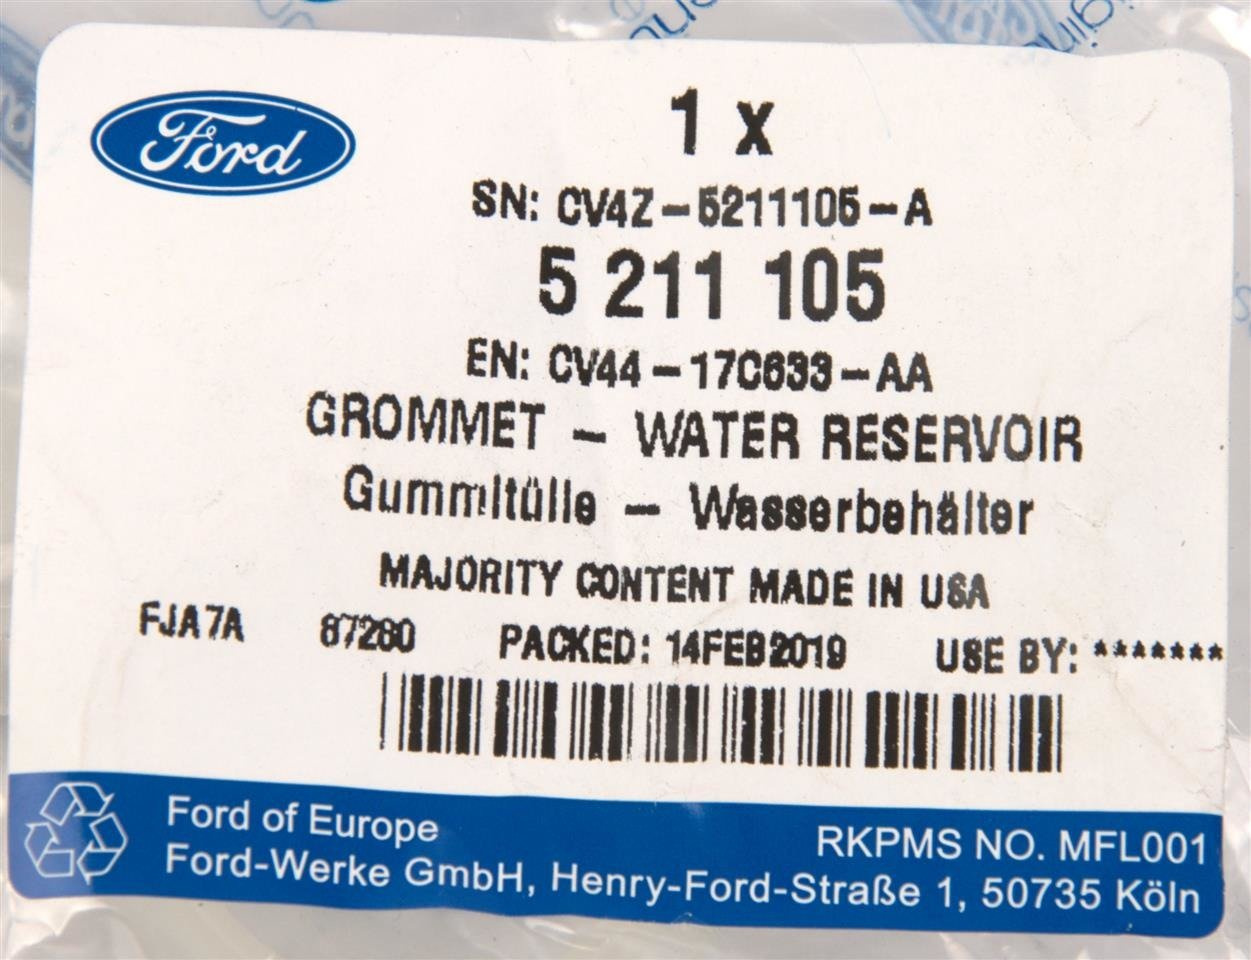 Ford
1 x
SN: CV4Z-5211105-A
5 211 105
EN: CV44-17C633-AA
GROMMET - WATER RESERVOIR
Gummitülle - Wasserbehälter
MAJORITY CONTENT MADE IN USA
FJA7A 87280 PACKED: 14FEB2019 USE BY: *******
Ford of Europe
RKPMS NO. MFL001
Ford-Werke GmbH, Henry-Ford-Straße 1, 50735 Köln